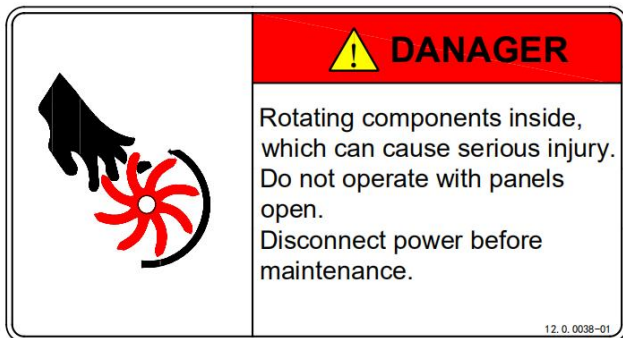 DANAGER
Rotating components inside,
which can cause serious injury.
Do not operate with panels
open.
Disconnect power before
maintenance.
12.0.0038-01